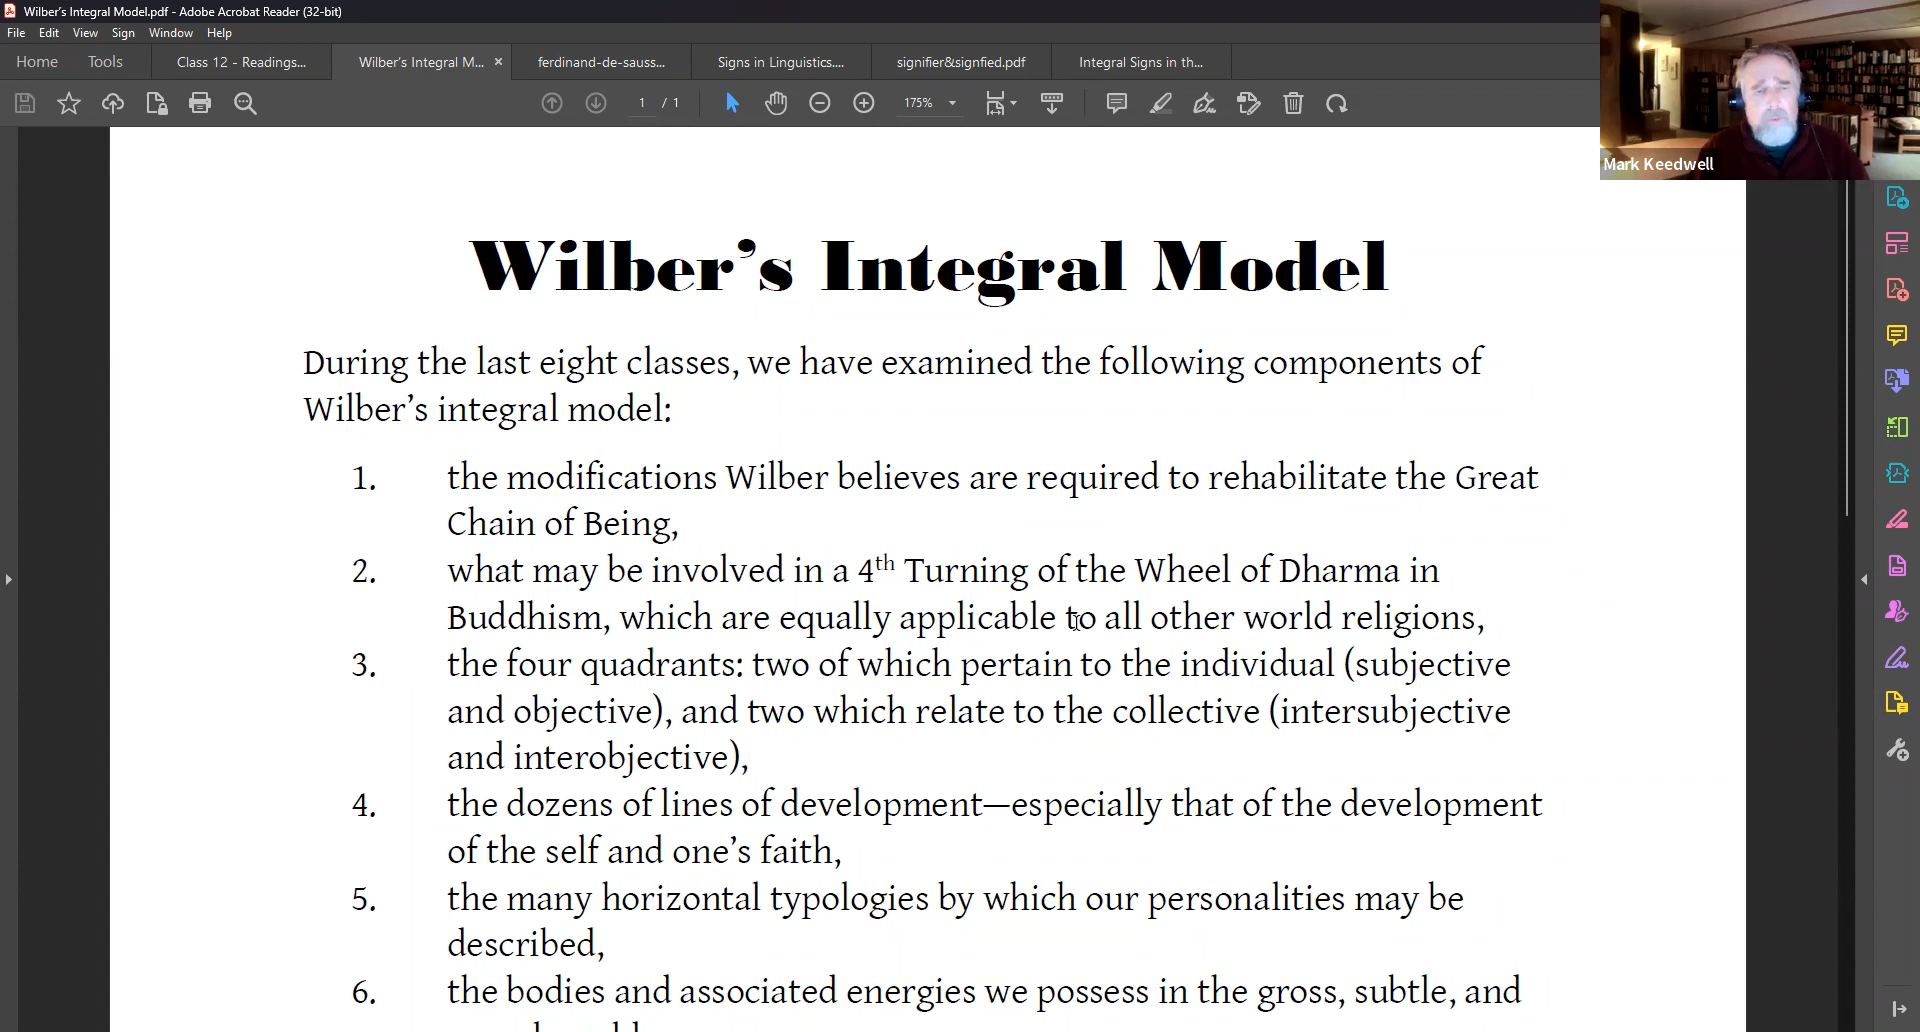 Wilber's Integral Model.pdf - Adobe Acrobat Reader (32-bit)
File Edit View Sign Window Help
Home Tools Class 12 - Readings... Wilber's Integral M... × ferdinand-de-sauss... Signs in Linguistics.... signifier&signfied.pdf Integral Signs in th...
1 / 1 175%
Mark Keedwell
Wilber's Integral Model
During the last eight classes, we have examined the following components of
Wilber's integral model:
1. the modifications Wilber believes are required to rehabilitate the Great
Chain of Being,
2. what may be involved in a 4th Turning of the Wheel of Dharma in
Buddhism, which are equally applicable to all other world religions,
3. the four quadrants: two of which pertain to the individual (subjective
and objective), and two which relate to the collective (intersubjective
and interobjective),
4. the dozens of lines of development—especially that of the development
of the self and one's faith,
5. the many horizontal typologies by which our personalities may be
described,
6. the bodies and associated energies we possess in the gross, subtle, and